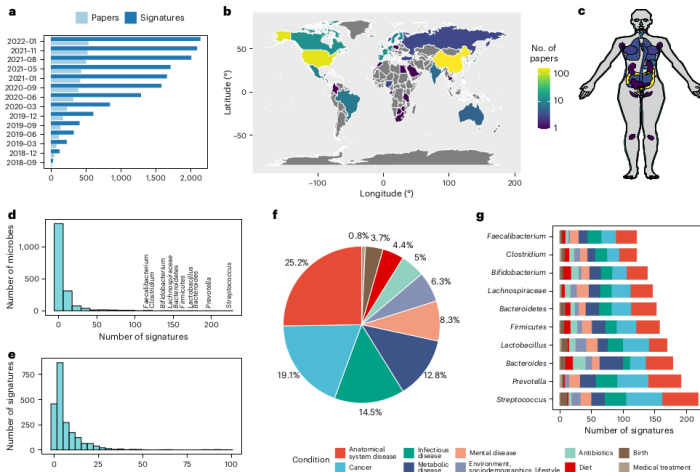 a
Papers Signatures
2022–01
2021–11
2021–08
2021–05
2021–01
2020–09
2020–06
2020–03
2019–12
2019–09
2019–06
2019–03
2018–12
2018–09
0 500 1,000 1,500 2,000
b
Latitude (°)
50
0
−50
−100 0 100 200
Longitude (°)
No. of
papers
100
10
1
c
d
Number of microbes
1,000
500
0
Faecalibacterium
Clostridium
Bifidobacterium
Lachnospiraceae
Bacteroidetes
Firmicutes
Lactobacillus
Bacteroides
Prevotella
Streptococcus
0 50 100 150 200
Number of signatures
e
Number of signatures
750
500
250
0
0 25 50 75 100
f
0.8%
3.7%
4.4%
5%
6.3%
8.3%
12.8%
14.5%
19.1%
25.2%
g
Faecalibacterium
Clostridium
Bifidobacterium
Lachnospiraceae
Bacteroidetes
Firmicutes
Lactobacillus
Bacteroides
Prevotella
Streptococcus
0 50 100 150 200
Number of signatures
Condition
Anatomical
system disease
Cancer
Infectious
disease
Metabolic
disease
Mental disease
Environment,
sociodemographics, lifestyle
Antibiotics
Diet
Birth
Medical treatment